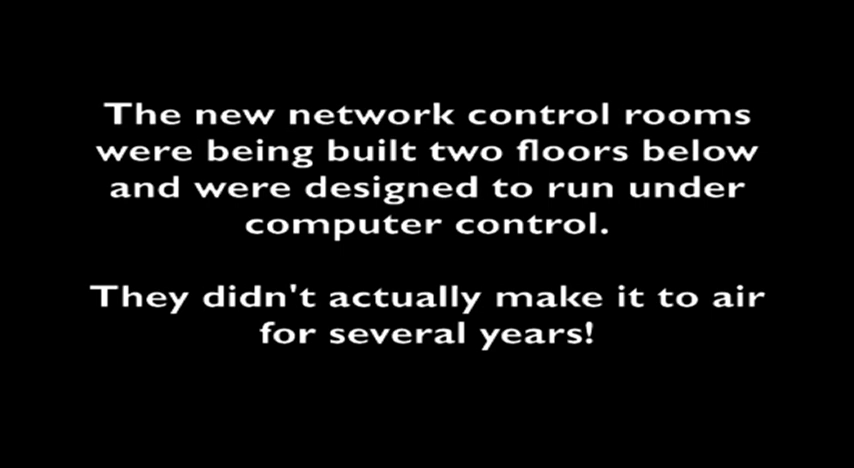 The new network control rooms
were being built two floors below
and were designed to run under
computer control.
They didn't actually make it to air
for several years!